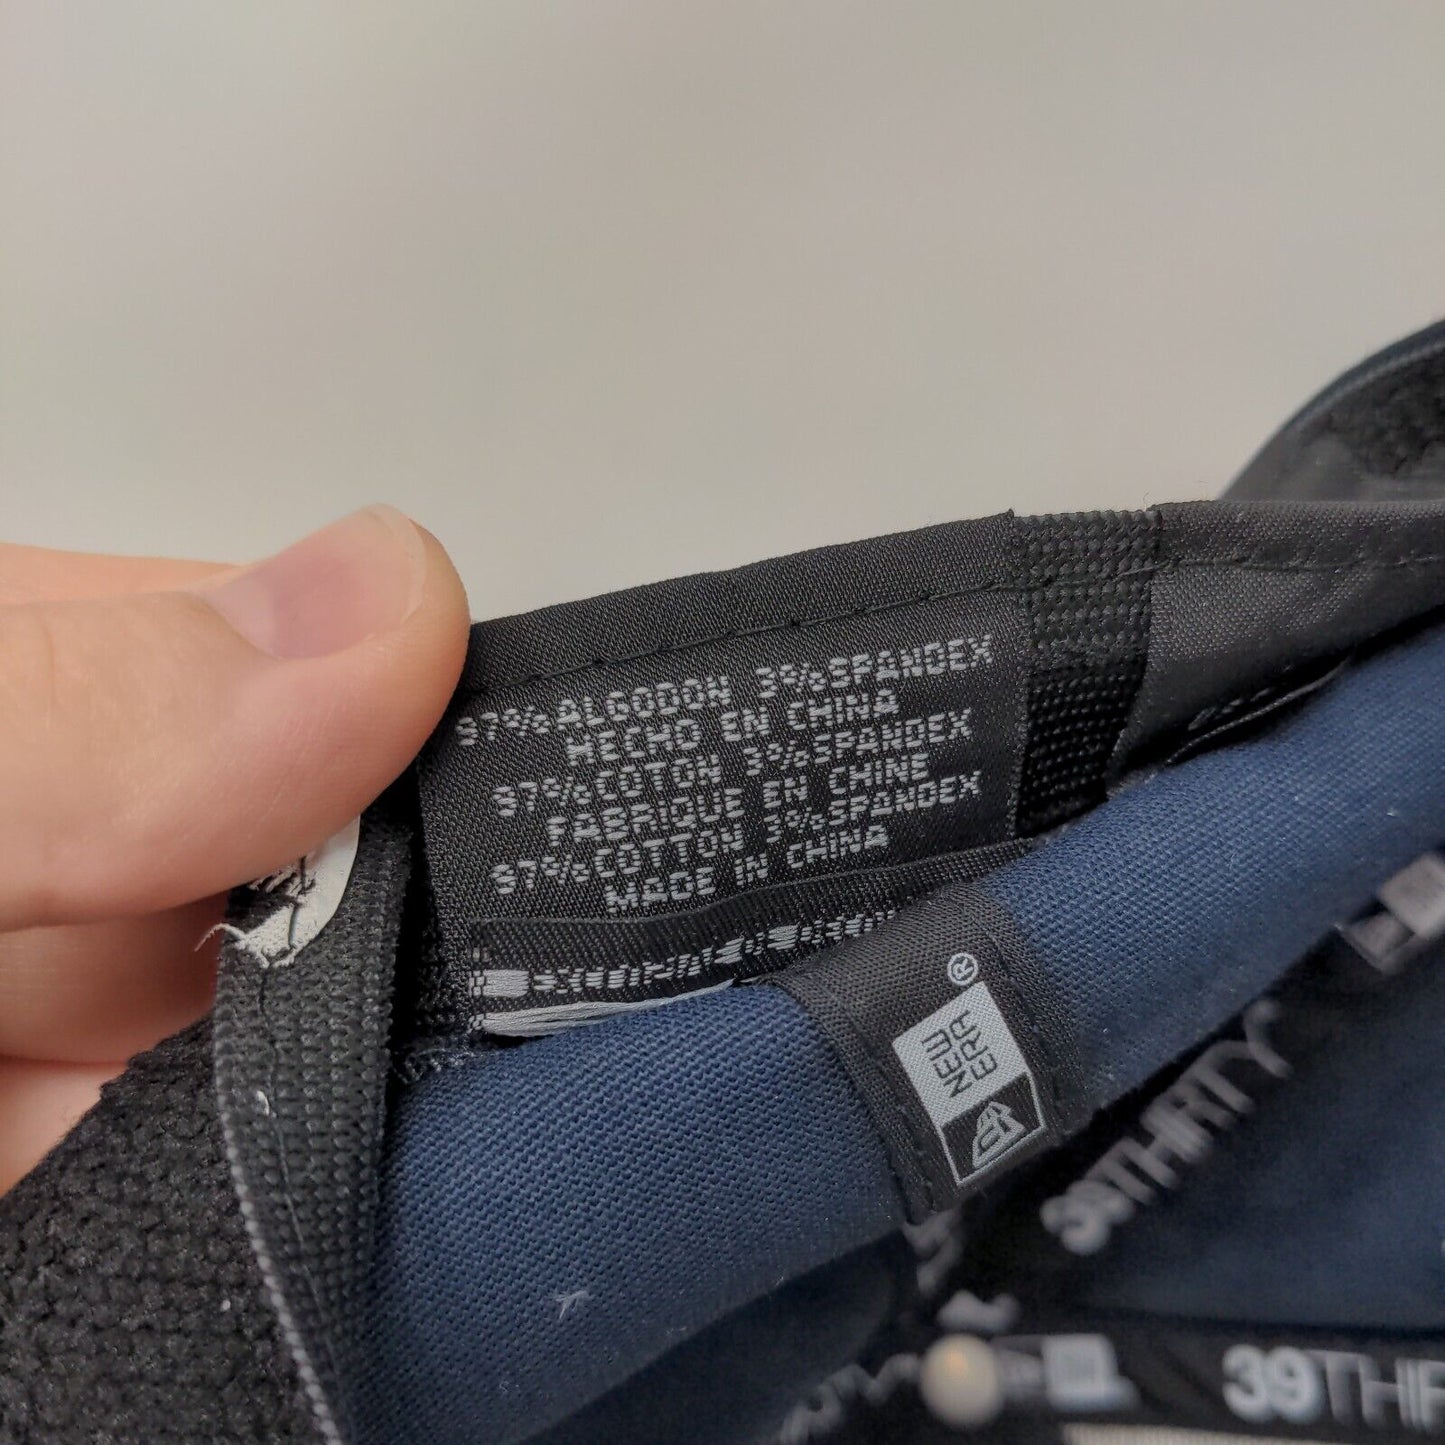 97% ALGODON 3% SPANDEX
HECHO EN CHINA
97% COTON 3% SPANDEX
FABRIQUE EN CHINE
97% COTTON 3% SPANDEX
MADE IN CHINA
NEW
ERA
®
39THIRTY
39THIR